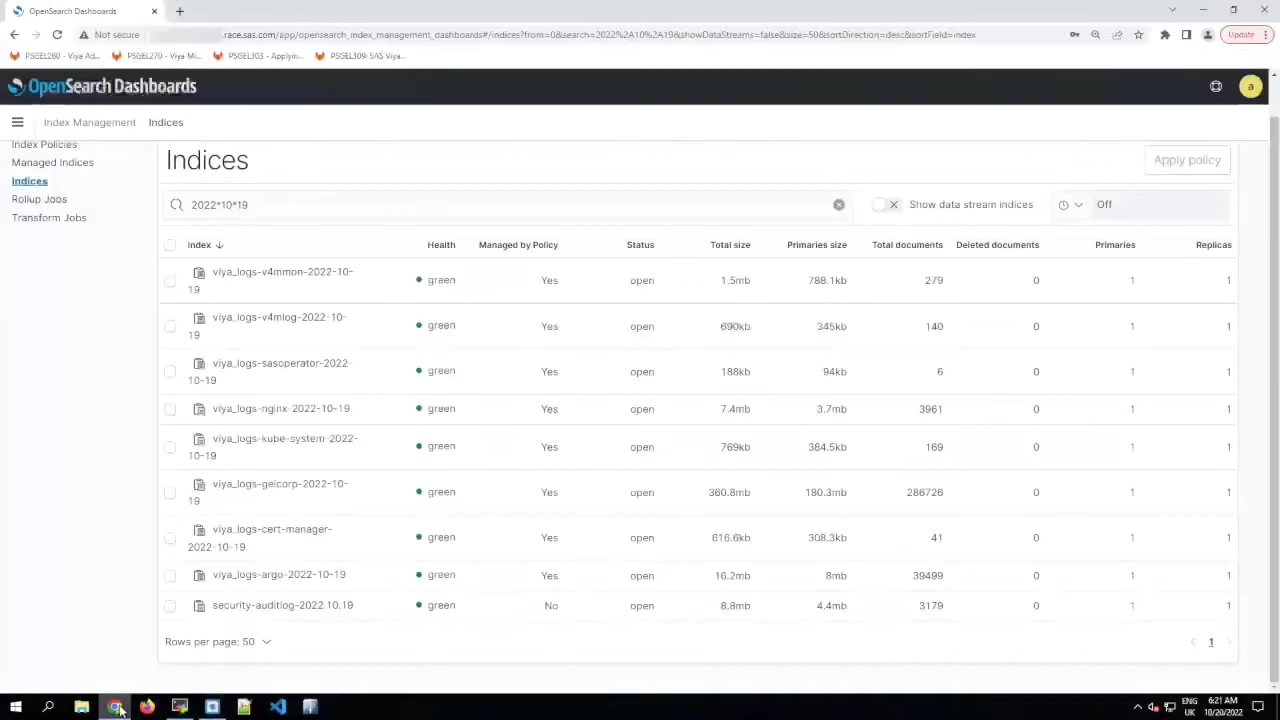 OpenSearch Dashboards
Not secure
race.sas.com/app/opensearch_index_management_dashboards#/indices?from=0&search=2022%2A10%2A19&showDataStreams=false&size=50&sortDirection=desc&sortField=index
Update
PSGEL260 - Viya Ad...
PSGEL270 - Viya Mi...
PSGEL303 - Applyin...
PSGEL309: SAS Viya...
OpenSearch Dashboards
a
Index Management
Indices
Index Policies
Managed Indices
Indices
Rollup Jobs
Transform Jobs
Indices
Apply policy
2022*10*19
Show data stream indices
Off
Index Health Managed by Policy Status Total size Primaries size Total documents Deleted documents Primaries Replicas
viya_logs-v4mmon-2022-10-
19
green Yes open 1.5mb 788.1kb 279 0 1 1
viya_logs-v4mlog-2022-10-
19
green Yes open 690kb 345kb 140 0 1 1
viya_logs-sasoperator-2022-
10-19
green Yes open 188kb 94kb 6 0 1 1
viya_logs-nginx-2022-10-19 green Yes open 7.4mb 3.7mb 3961 0 1 1
viya_logs-kube-system-2022-
10-19
green Yes open 769kb 384.5kb 169 0 1 1
viya_logs-gelcorp-2022-10-
19
green Yes open 360.8mb 180.3mb 286726 0 1 1
viya_logs-cert-manager-
2022-10-19
green Yes open 616.6kb 308.3kb 41 0 1 1
viya_logs-argo-2022-10-19 green Yes open 16.2mb 8mb 39499 0 1 1
security-auditlog-2022.10.19 green No open 8.8mb 4.4mb 3179 0 1 1
Rows per page: 50
1
ENG
UK
6:21 AM
10/20/2022